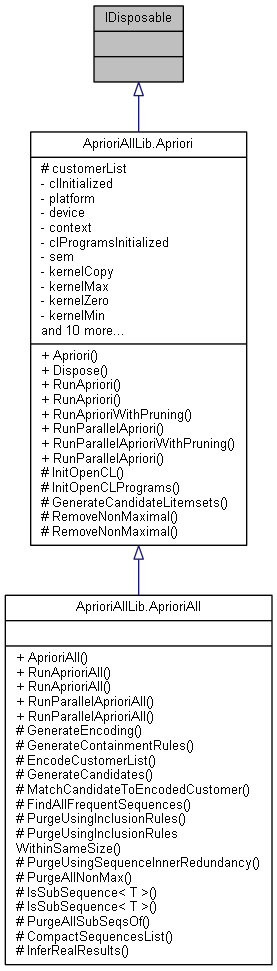 IDisposable
AprioriAllLib.Apriori
# customerList
- clInitialized
- platform
- device
- context
- clProgramsInitialized
- sem
- kernelCopy
- kernelMax
- kernelZero
- kernelMin
and 10 more...
+ Apriori()
+ Dispose()
+ RunApriori()
+ RunApriori()
+ RunAprioriWithPruning()
+ RunParallelApriori()
+ RunParallelAprioriWithPruning()
+ RunParallelApriori()
# InitOpenCL()
# InitOpenCLPrograms()
# GenerateCandidateLitemsets()
# RemoveNonMaximal()
# RemoveNonMaximal()
AprioriAllLib.AprioriAll
+ AprioriAll()
+ RunAprioriAll()
+ RunAprioriAll()
+ RunParallelAprioriAll()
+ RunParallelAprioriAll()
# GenerateEncoding()
# GenerateContainmentRules()
# EncodeCustomerList()
# GenerateCandidates()
# MatchCandidateToEncodedCustomer()
# FindAllFrequentSequences()
# PurgeUsingInclusionRules()
# PurgeUsingInclusionRules
WithinSameSize()
# PurgeUsingSequenceInnerRedundancy()
# PurgeAllNonMax()
# IsSubSequence< T >()
# IsSubSequence< T >()
# PurgeAllSubSeqsOf()
# CompactSequencesList()
# InferRealResults()